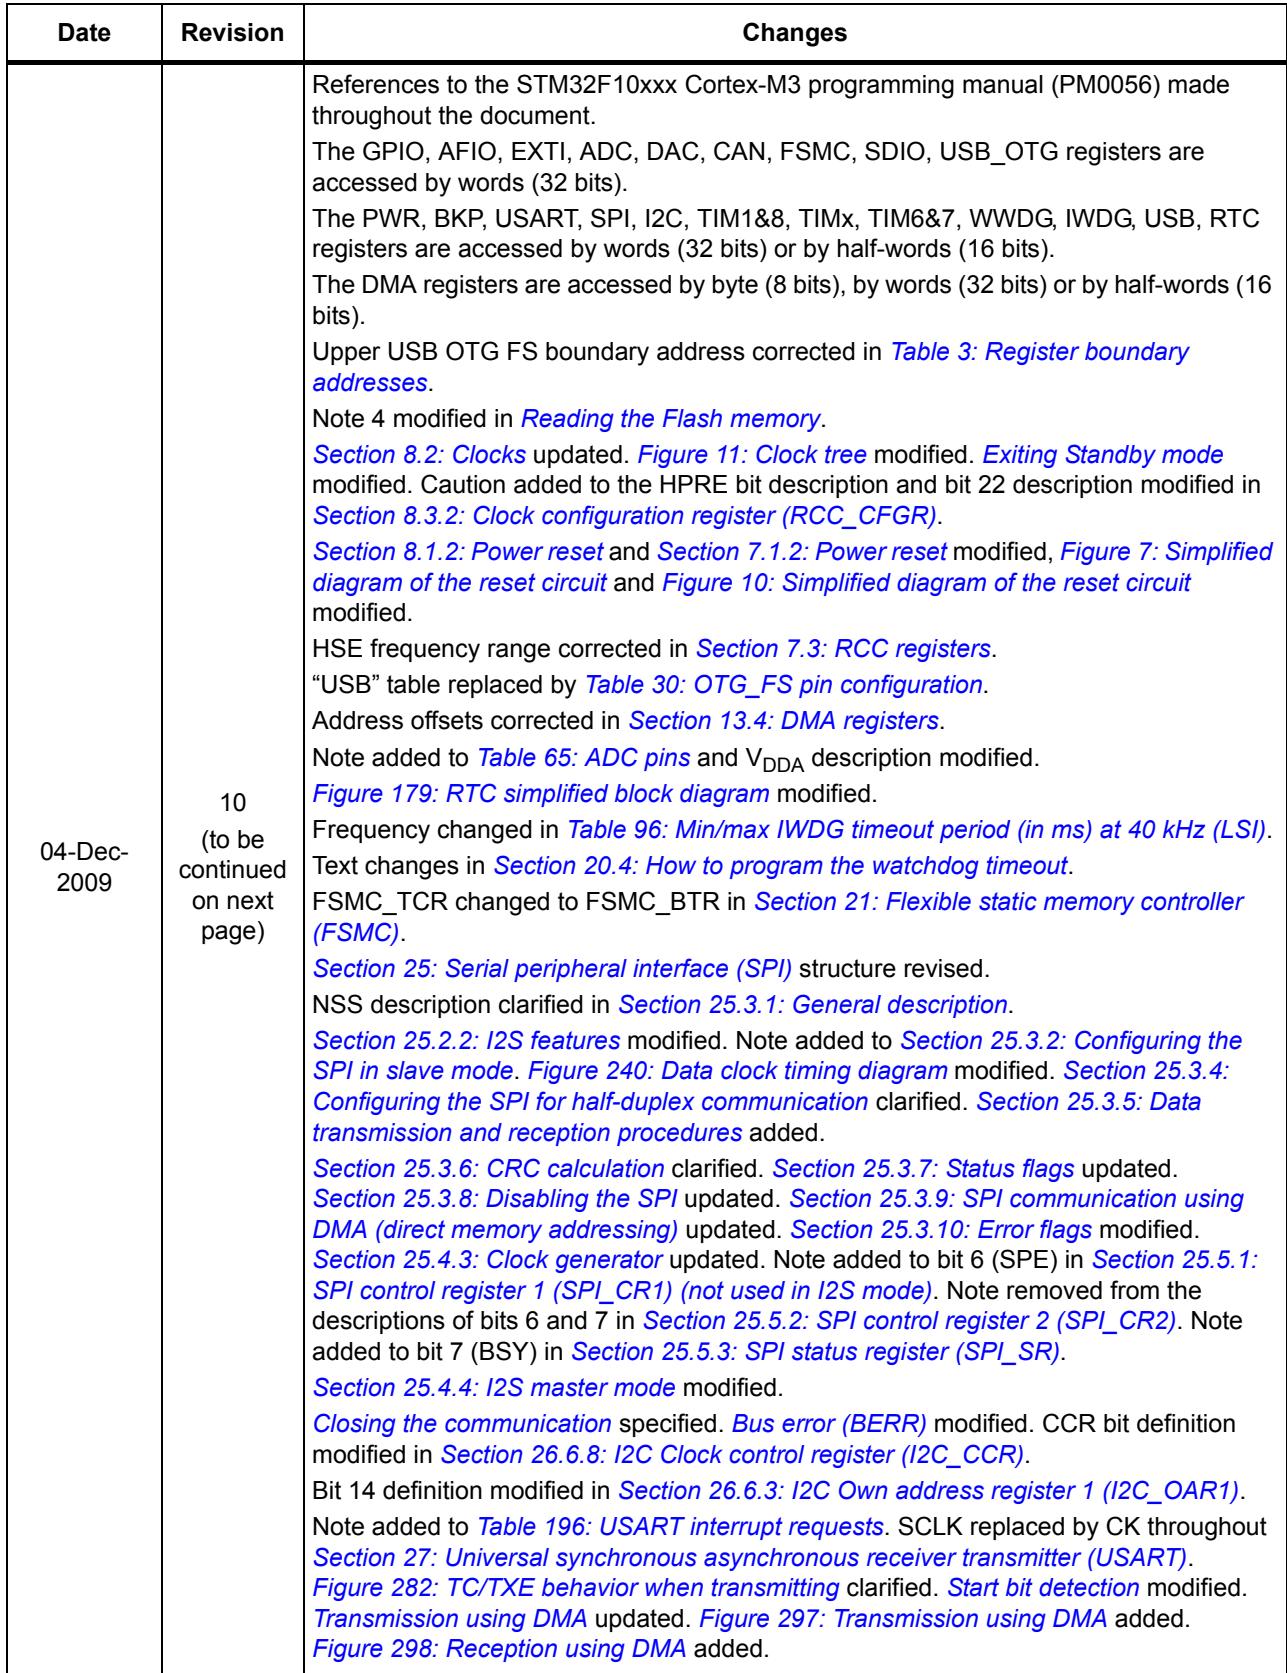 Date Revision Changes
References to the STM32F10xxx Cortex-M3 programming manual (PM0056) made
throughout the document.
The GPIO, AFIO, EXTI, ADC, DAC, CAN, FSMC, SDIO, USB_OTG registers are
accessed by words (32 bits).
The PWR, BKP, USART, SPI, I2C, TIM1&8, TIMx, TIM6&7, WWDG, IWDG, USB, RTC
registers are accessed by words (32 bits) or by half-words (16 bits).
The DMA registers are accessed by byte (8 bits), by words (32 bits) or by half-words (16
bits).
Upper USB OTG FS boundary address corrected in Table 3: Register boundary
addresses.
Note 4 modified in Reading the Flash memory.
Section 8.2: Clocks updated. Figure 11: Clock tree modified. Exiting Standby mode
modified. Caution added to the HPRE bit description and bit 22 description modified in
Section 8.3.2: Clock configuration register (RCC_CFGR).
Section 8.1.2: Power reset and Section 7.1.2: Power reset modified, Figure 7: Simplified
diagram of the reset circuit and Figure 10: Simplified diagram of the reset circuit
modified.
HSE frequency range corrected in Section 7.3: RCC registers.
“USB” table replaced by Table 30: OTG_FS pin configuration.
Address offsets corrected in Section 13.4: DMA registers.
Note added to Table 65: ADC pins and VDDA description modified.
Figure 179: RTC simplified block diagram modified.
Frequency changed in Table 96: Min/max IWDG timeout period (in ms) at 40 kHz (LSI).
Text changes in Section 20.4: How to program the watchdog timeout.
FSMC_TCR changed to FSMC_BTR in Section 21: Flexible static memory controller
(FSMC).
Section 25: Serial peripheral interface (SPI) structure revised.
NSS description clarified in Section 25.3.1: General description.
Section 25.2.2: I2S features modified. Note added to Section 25.3.2: Configuring the
SPI in slave mode. Figure 240: Data clock timing diagram modified. Section 25.3.4:
Configuring the SPI for half-duplex communication clarified. Section 25.3.5: Data
transmission and reception procedures added.
Section 25.3.6: CRC calculation clarified. Section 25.3.7: Status flags updated.
Section 25.3.8: Disabling the SPI updated. Section 25.3.9: SPI communication using
DMA (direct memory addressing) updated. Section 25.3.10: Error flags modified.
Section 25.4.3: Clock generator updated. Note added to bit 6 (SPE) in Section 25.5.1:
SPI control register 1 (SPI_CR1) (not used in I2S mode). Note removed from the
descriptions of bits 6 and 7 in Section 25.5.2: SPI control register 2 (SPI_CR2). Note
added to bit 7 (BSY) in Section 25.5.3: SPI status register (SPI_SR).
Section 25.4.4: I2S master mode modified.
Closing the communication specified. Bus error (BERR) modified. CCR bit definition
modified in Section 26.6.8: I2C Clock control register (I2C_CCR).
Bit 14 definition modified in Section 26.6.3: I2C Own address register 1 (I2C_OAR1).
Note added to Table 196: USART interrupt requests. SCLK replaced by CK throughout
Section 27: Universal synchronous asynchronous receiver transmitter (USART).
Figure 282: TC/TXE behavior when transmitting clarified. Start bit detection modified.
Transmission using DMA updated. Figure 297: Transmission using DMA added.
Figure 298: Reception using DMA added.
04-Dec-
2009
10
(to be
continued
on next
page)